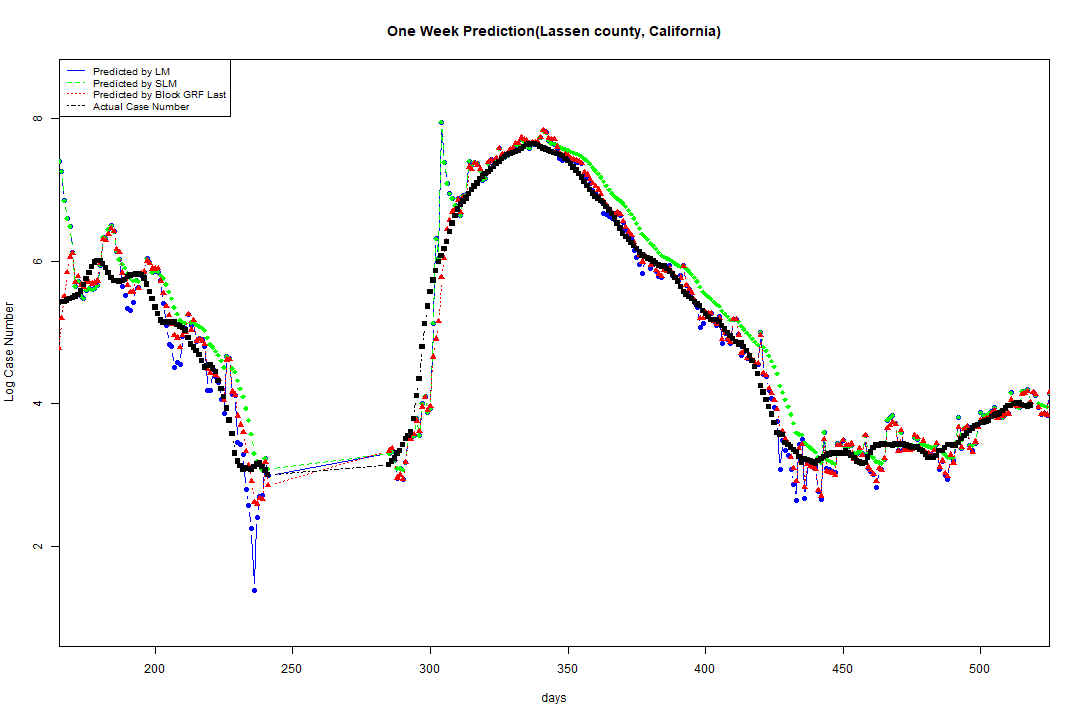 One Week Prediction(Lassen county, California)
Predicted by LM
Predicted by SLM
Predicted by Block GRF Last
Actual Case Number
8
6
4
2
Log Case Number
200 250 300 350 400 450 500
days